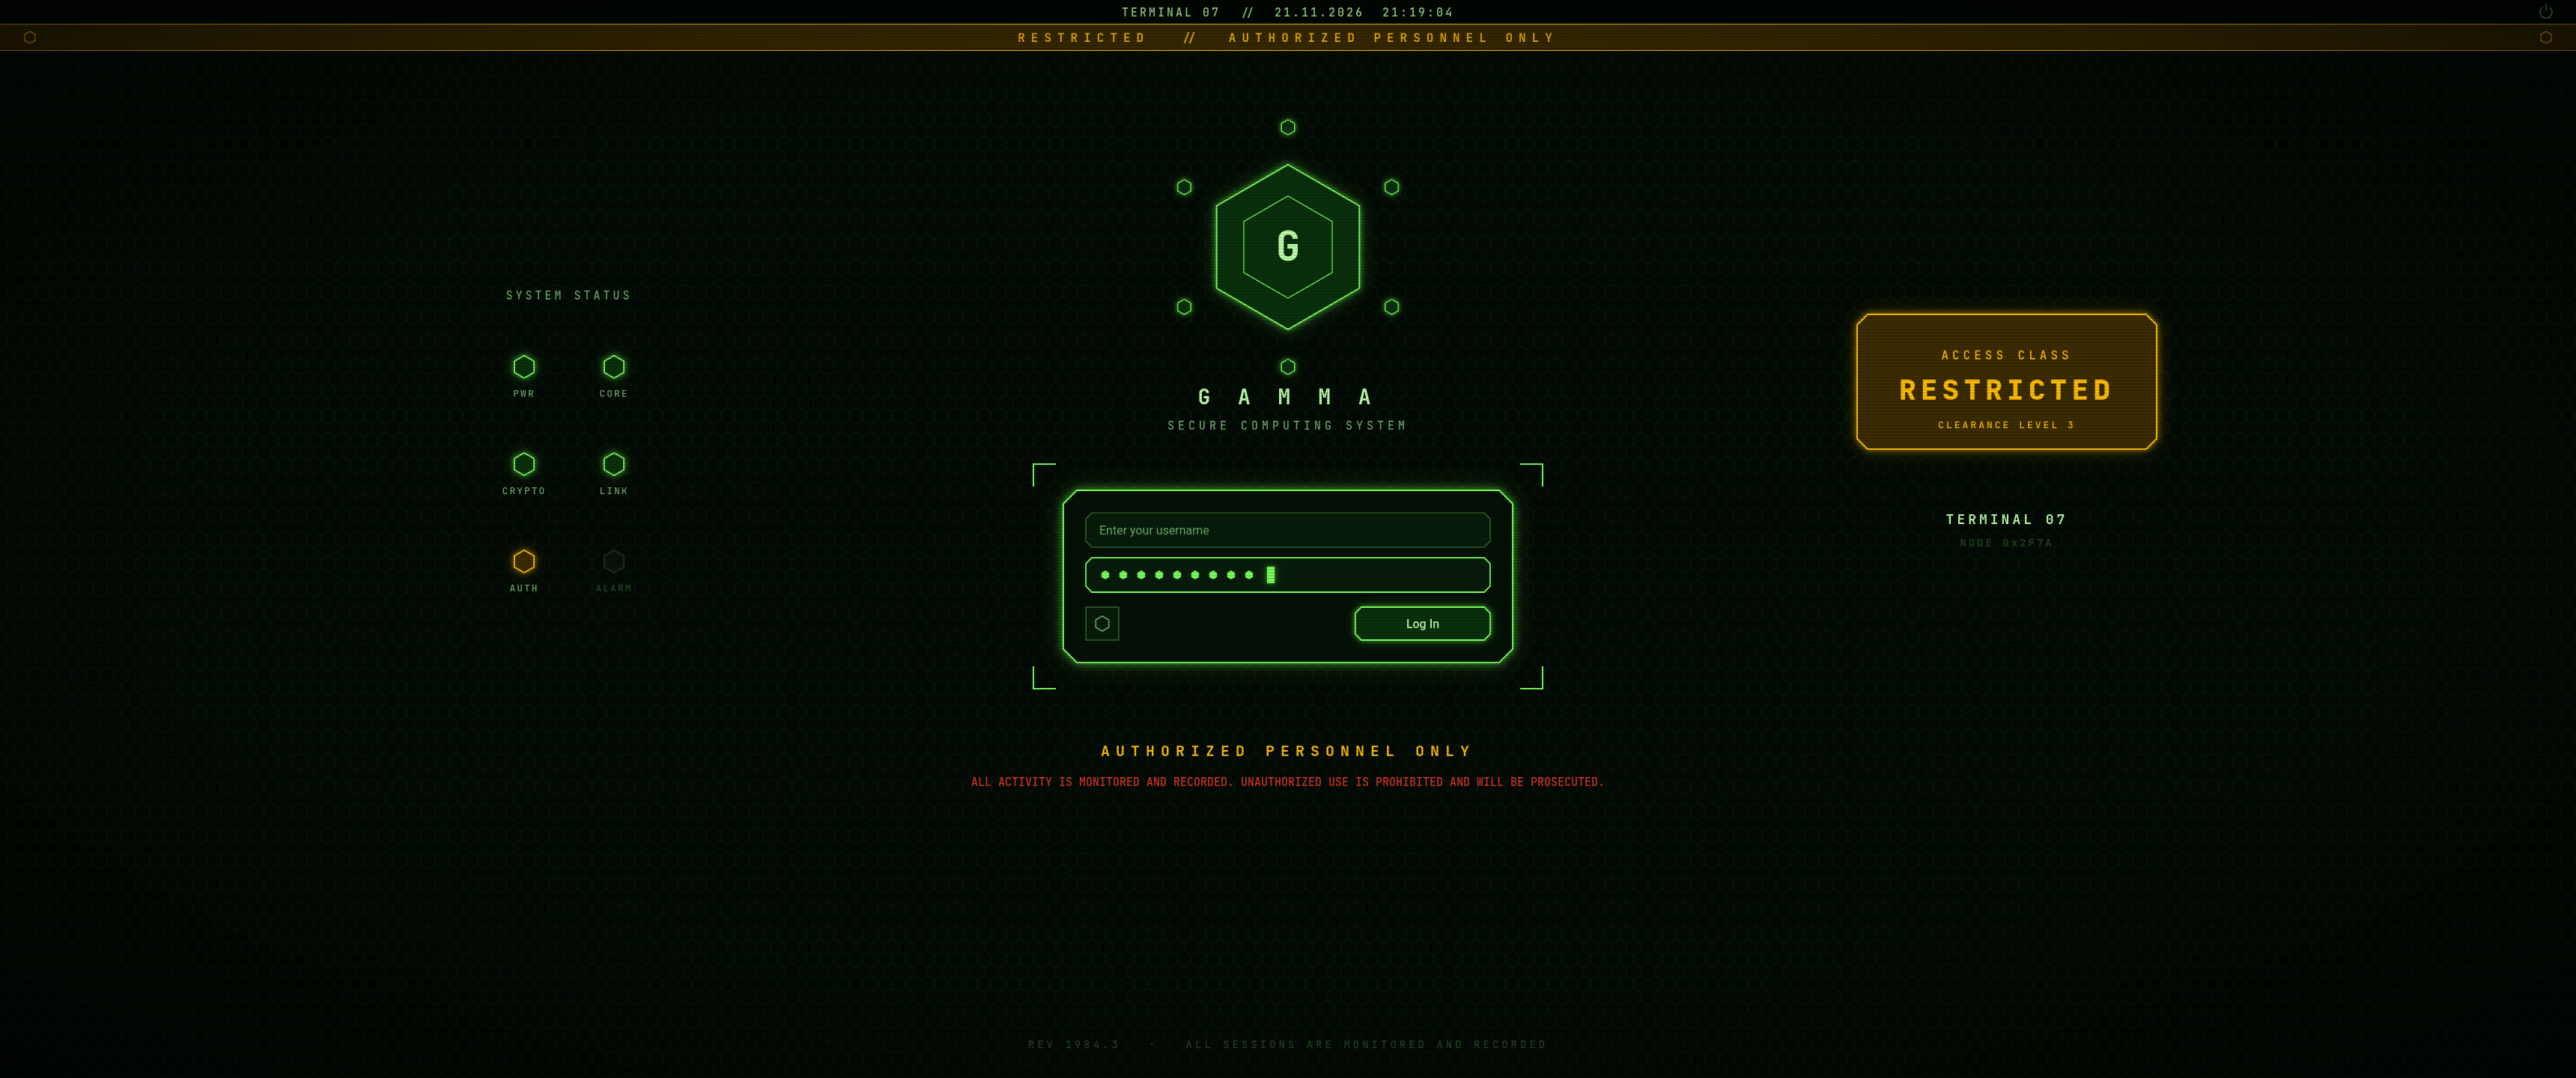 TERMINAL 07 // 21.11.2026 21:19:04
RESTRICTED // AUTHORIZED PERSONNEL ONLY
G
GAMMA
SECURE COMPUTING SYSTEM
SYSTEM STATUS
PWR CORE
CRYPTO LINK
AUTH ALARM
Enter your username
Log In
ACCESS CLASS
RESTRICTED
CLEARANCE LEVEL 3
TERMINAL 07
NODE 0x2F7A
AUTHORIZED PERSONNEL ONLY
ALL ACTIVITY IS MONITORED AND RECORDED. UNAUTHORIZED USE IS PROHIBITED AND WILL BE PROSECUTED.
REV 1984.3 · ALL SESSIONS ARE MONITORED AND RECORDED